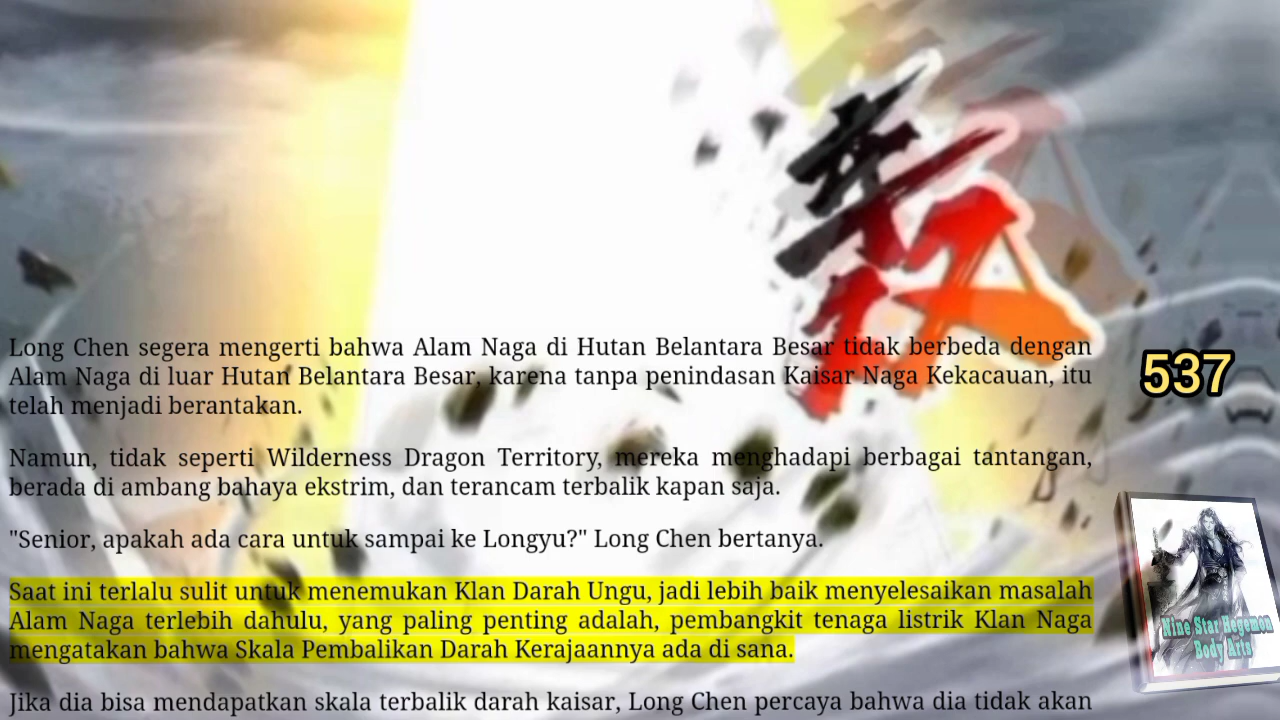 Long Chen segera mengerti bahwa Alam Naga di Hutan Belantara Besar tidak berbeda dengan
Alam Naga di luar Hutan Belantara Besar, karena tanpa penindasan Kaisar Naga Kekacauan, itu
telah menjadi berantakan.
Namun, tidak seperti Wilderness Dragon Territory, mereka menghadapi berbagai tantangan,
berada di ambang bahaya ekstrim, dan terancam terbalik kapan saja.
"Senior, apakah ada cara untuk sampai ke Longyu?" Long Chen bertanya.
Saat ini terlalu sulit untuk menemukan Klan Darah Ungu, jadi lebih baik menyelesaikan masalah
Alam Naga terlebih dahulu, yang paling penting adalah, pembangkit tenaga listrik Klan Naga
mengatakan bahwa Skala Pembalikan Darah Kerajaannya ada di sana.
Jika dia bisa mendapatkan skala terbalik darah kaisar, Long Chen percaya bahwa dia tidak akan
537
Nine Star Hegemon
Body Arts